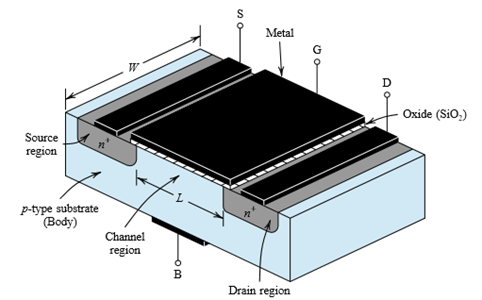 S
Metal
G
W
D
Oxide (SiO₂)
Source
region
n⁺
L
n⁺
p-type substrate
(Body)
Channel
region
B
Drain region